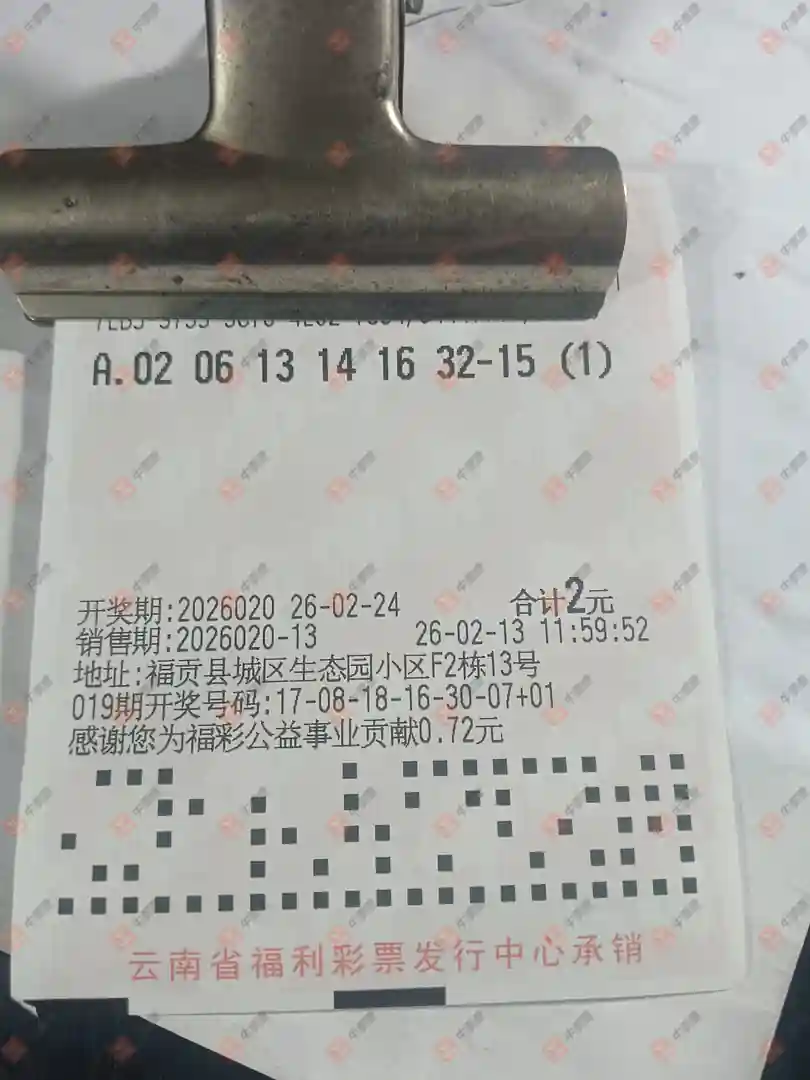 A.02 06 13 14 16 32-15 (1)
开奖期:2026020 26-02-24 合计2元
销售期:2026020-13 26-02-13 11:59:52
地址:福贡县城区生态园小区F2栋13号
019期开奖号码:17-08-18-16-30-07+01
感谢您为福彩公益事业贡献0.72元
云南省福利彩票发行中心承销